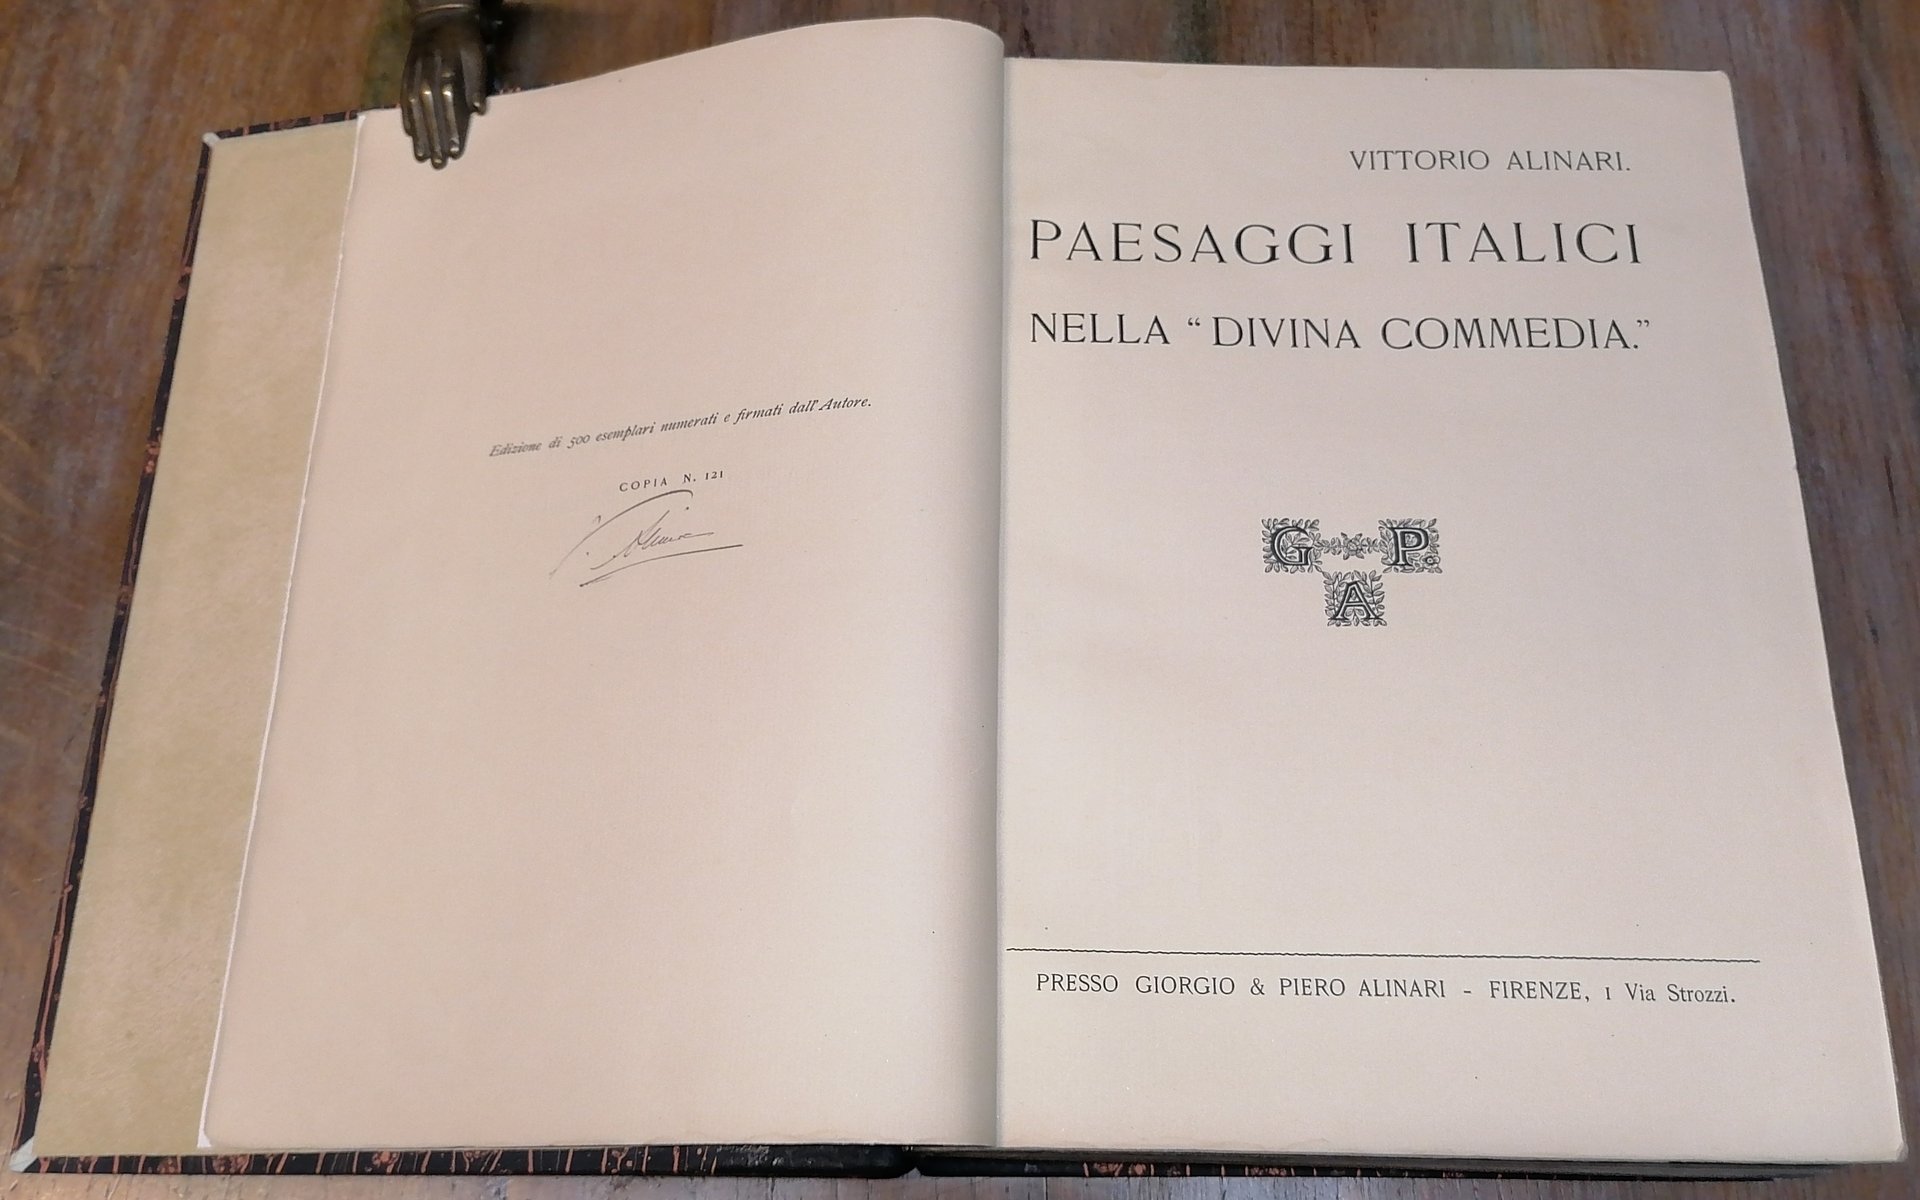 Edizione di 500 esemplari numerati e firmati dall'Autore.
COPIA N. 121
VITTORIO ALINARI.
PAESAGGI ITALICI
NELLA “DIVINA COMMEDIA.”
G P
A
PRESSO GIORGIO & PIERO ALINARI - FIRENZE, 1 Via Strozzi.